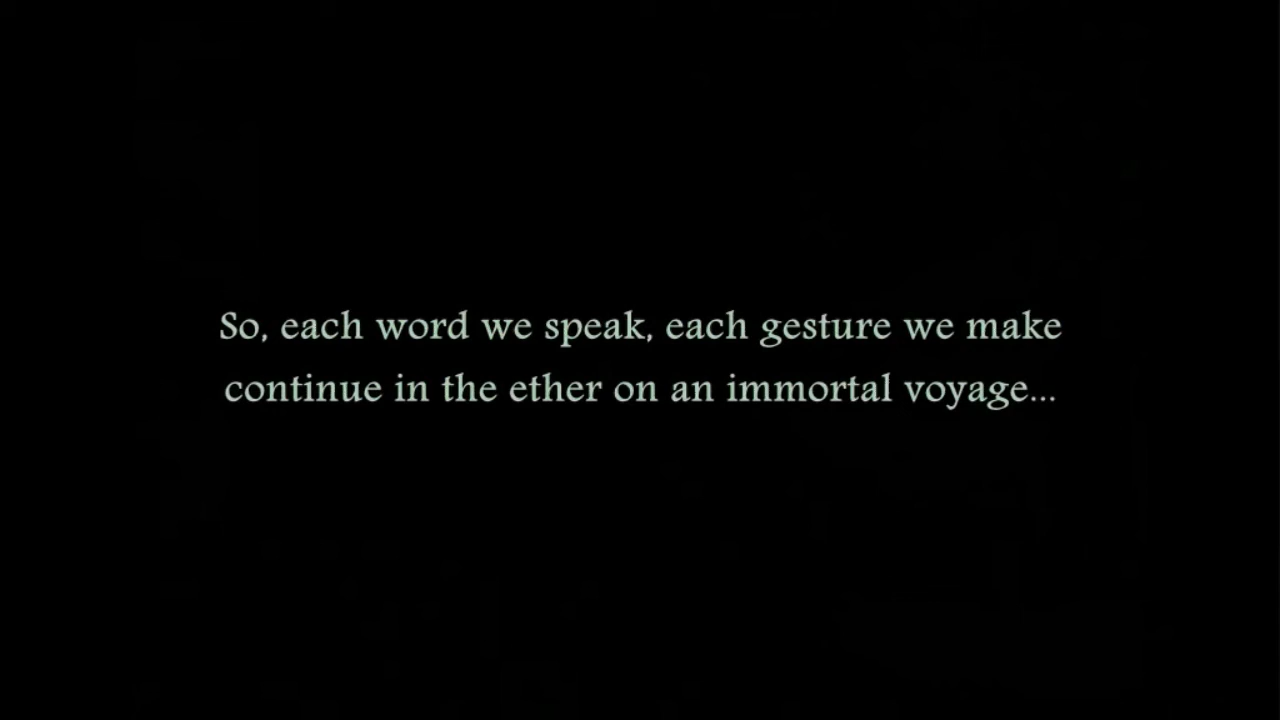 So, each word we speak, each gesture we make
continue in the ether on an immortal voyage...